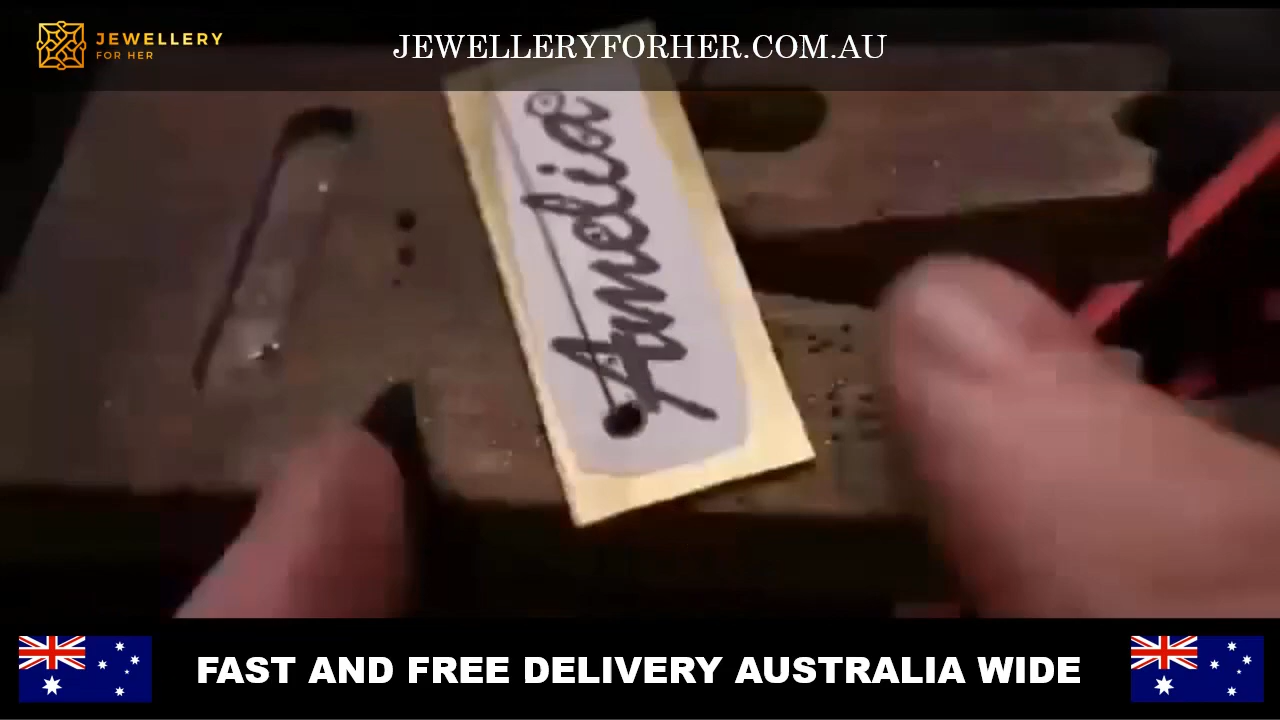 JEWELLERY
FOR HER
JEWELLERYFORHER.COM.AU
Amelia
FAST AND FREE DELIVERY AUSTRALIA WIDE